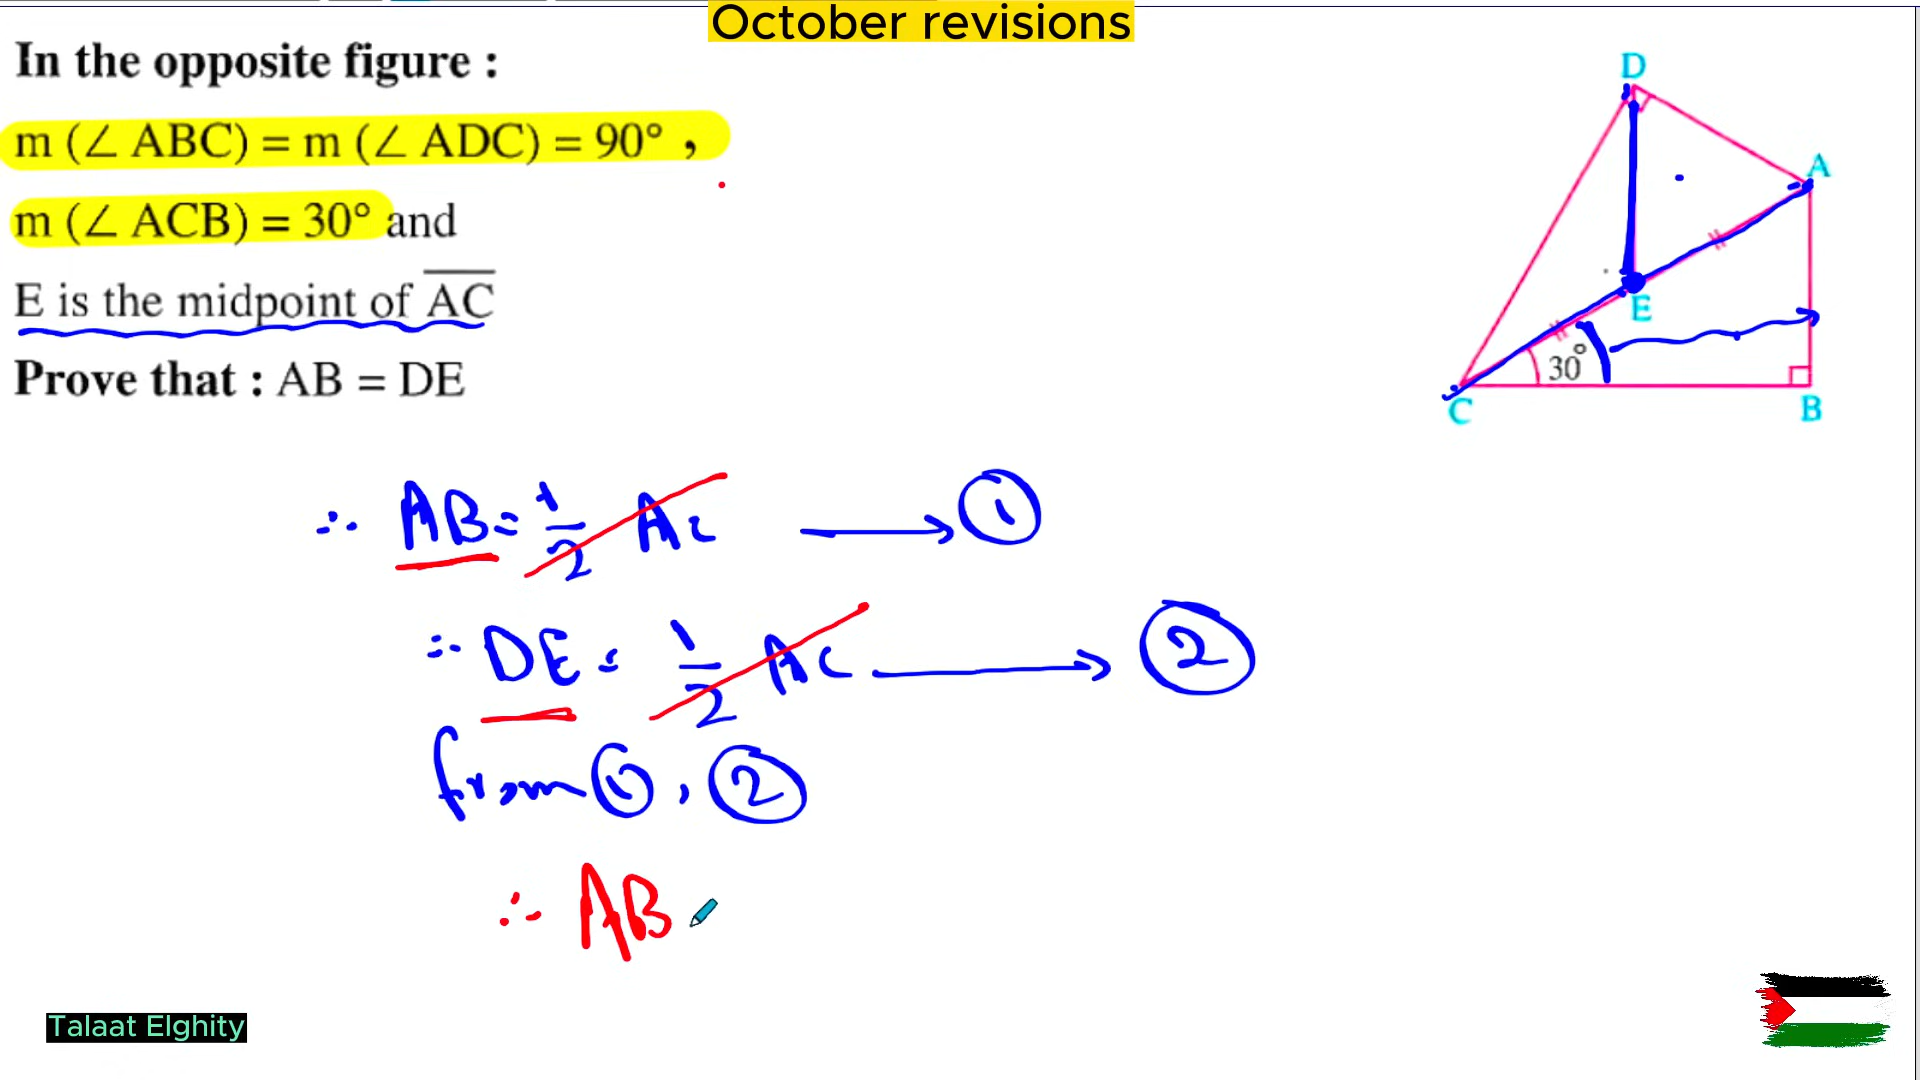 October revisions
In the opposite figure :
m (∠ ABC) = m (∠ ADC) = 90° ,
m (∠ ACB) = 30° and
E is the midpoint of A̅C̅
Prove that : AB = DE
D
A
E
30°
C
B
∴ AB = 1/2 AC → ①
∴ DE = 1/2 AC → ②
from ①, ②
∴ AB
Talaat Elghity